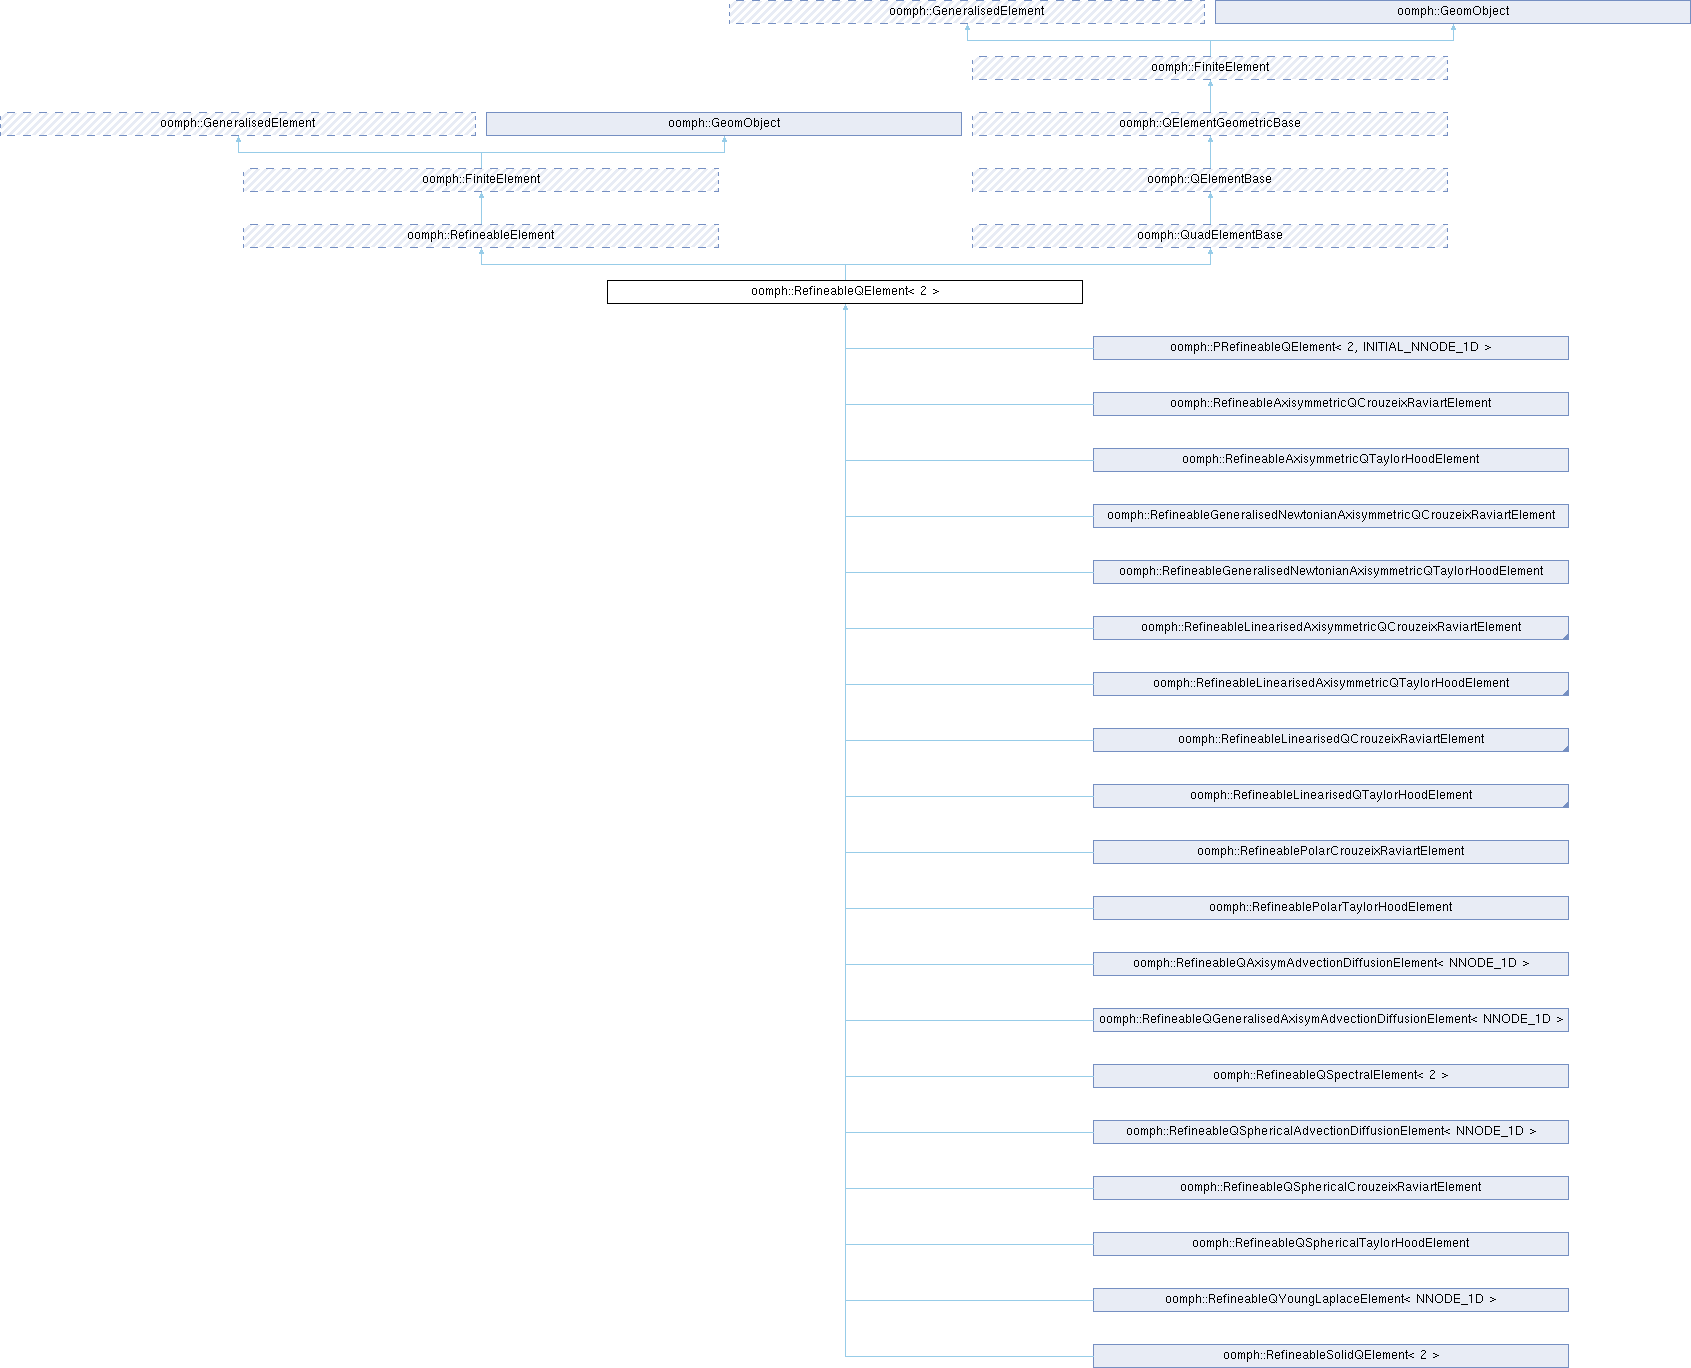 oomph::GeneralisedElement
oomph::GeomObject
oomph::FiniteElement
oomph::GeneralisedElement
oomph::GeomObject
oomph::QElementGeometricBase
oomph::FiniteElement
oomph::QElementBase
oomph::RefineableElement
oomph::QuadElementBase
oomph::RefineableQElement< 2 >
oomph::PRefineableQElement< 2, INITIAL_NNODE_1D >
oomph::RefineableAxisymmetricQCrouzeixRaviartElement
oomph::RefineableAxisymmetricQTaylorHoodElement
oomph::RefineableGeneralisedNewtonianAxisymmetricQCrouzeixRaviartElement
oomph::RefineableGeneralisedNewtonianAxisymmetricQTaylorHoodElement
oomph::RefineableLinearisedAxisymmetricQCrouzeixRaviartElement
oomph::RefineableLinearisedAxisymmetricQTaylorHoodElement
oomph::RefineableLinearisedQCrouzeixRaviartElement
oomph::RefineableLinearisedQTaylorHoodElement
oomph::RefineablePolarCrouzeixRaviartElement
oomph::RefineablePolarTaylorHoodElement
oomph::RefineableQAxisymAdvectionDiffusionElement< NNODE_1D >
oomph::RefineableQGeneralisedAxisymAdvectionDiffusionElement< NNODE_1D >
oomph::RefineableQSpectralElement< 2 >
oomph::RefineableQSphericalAdvectionDiffusionElement< NNODE_1D >
oomph::RefineableQSphericalCrouzeixRaviartElement
oomph::RefineableQSphericalTaylorHoodElement
oomph::RefineableQYoungLaplaceElement< NNODE_1D >
oomph::RefineableSolidQElement< 2 >